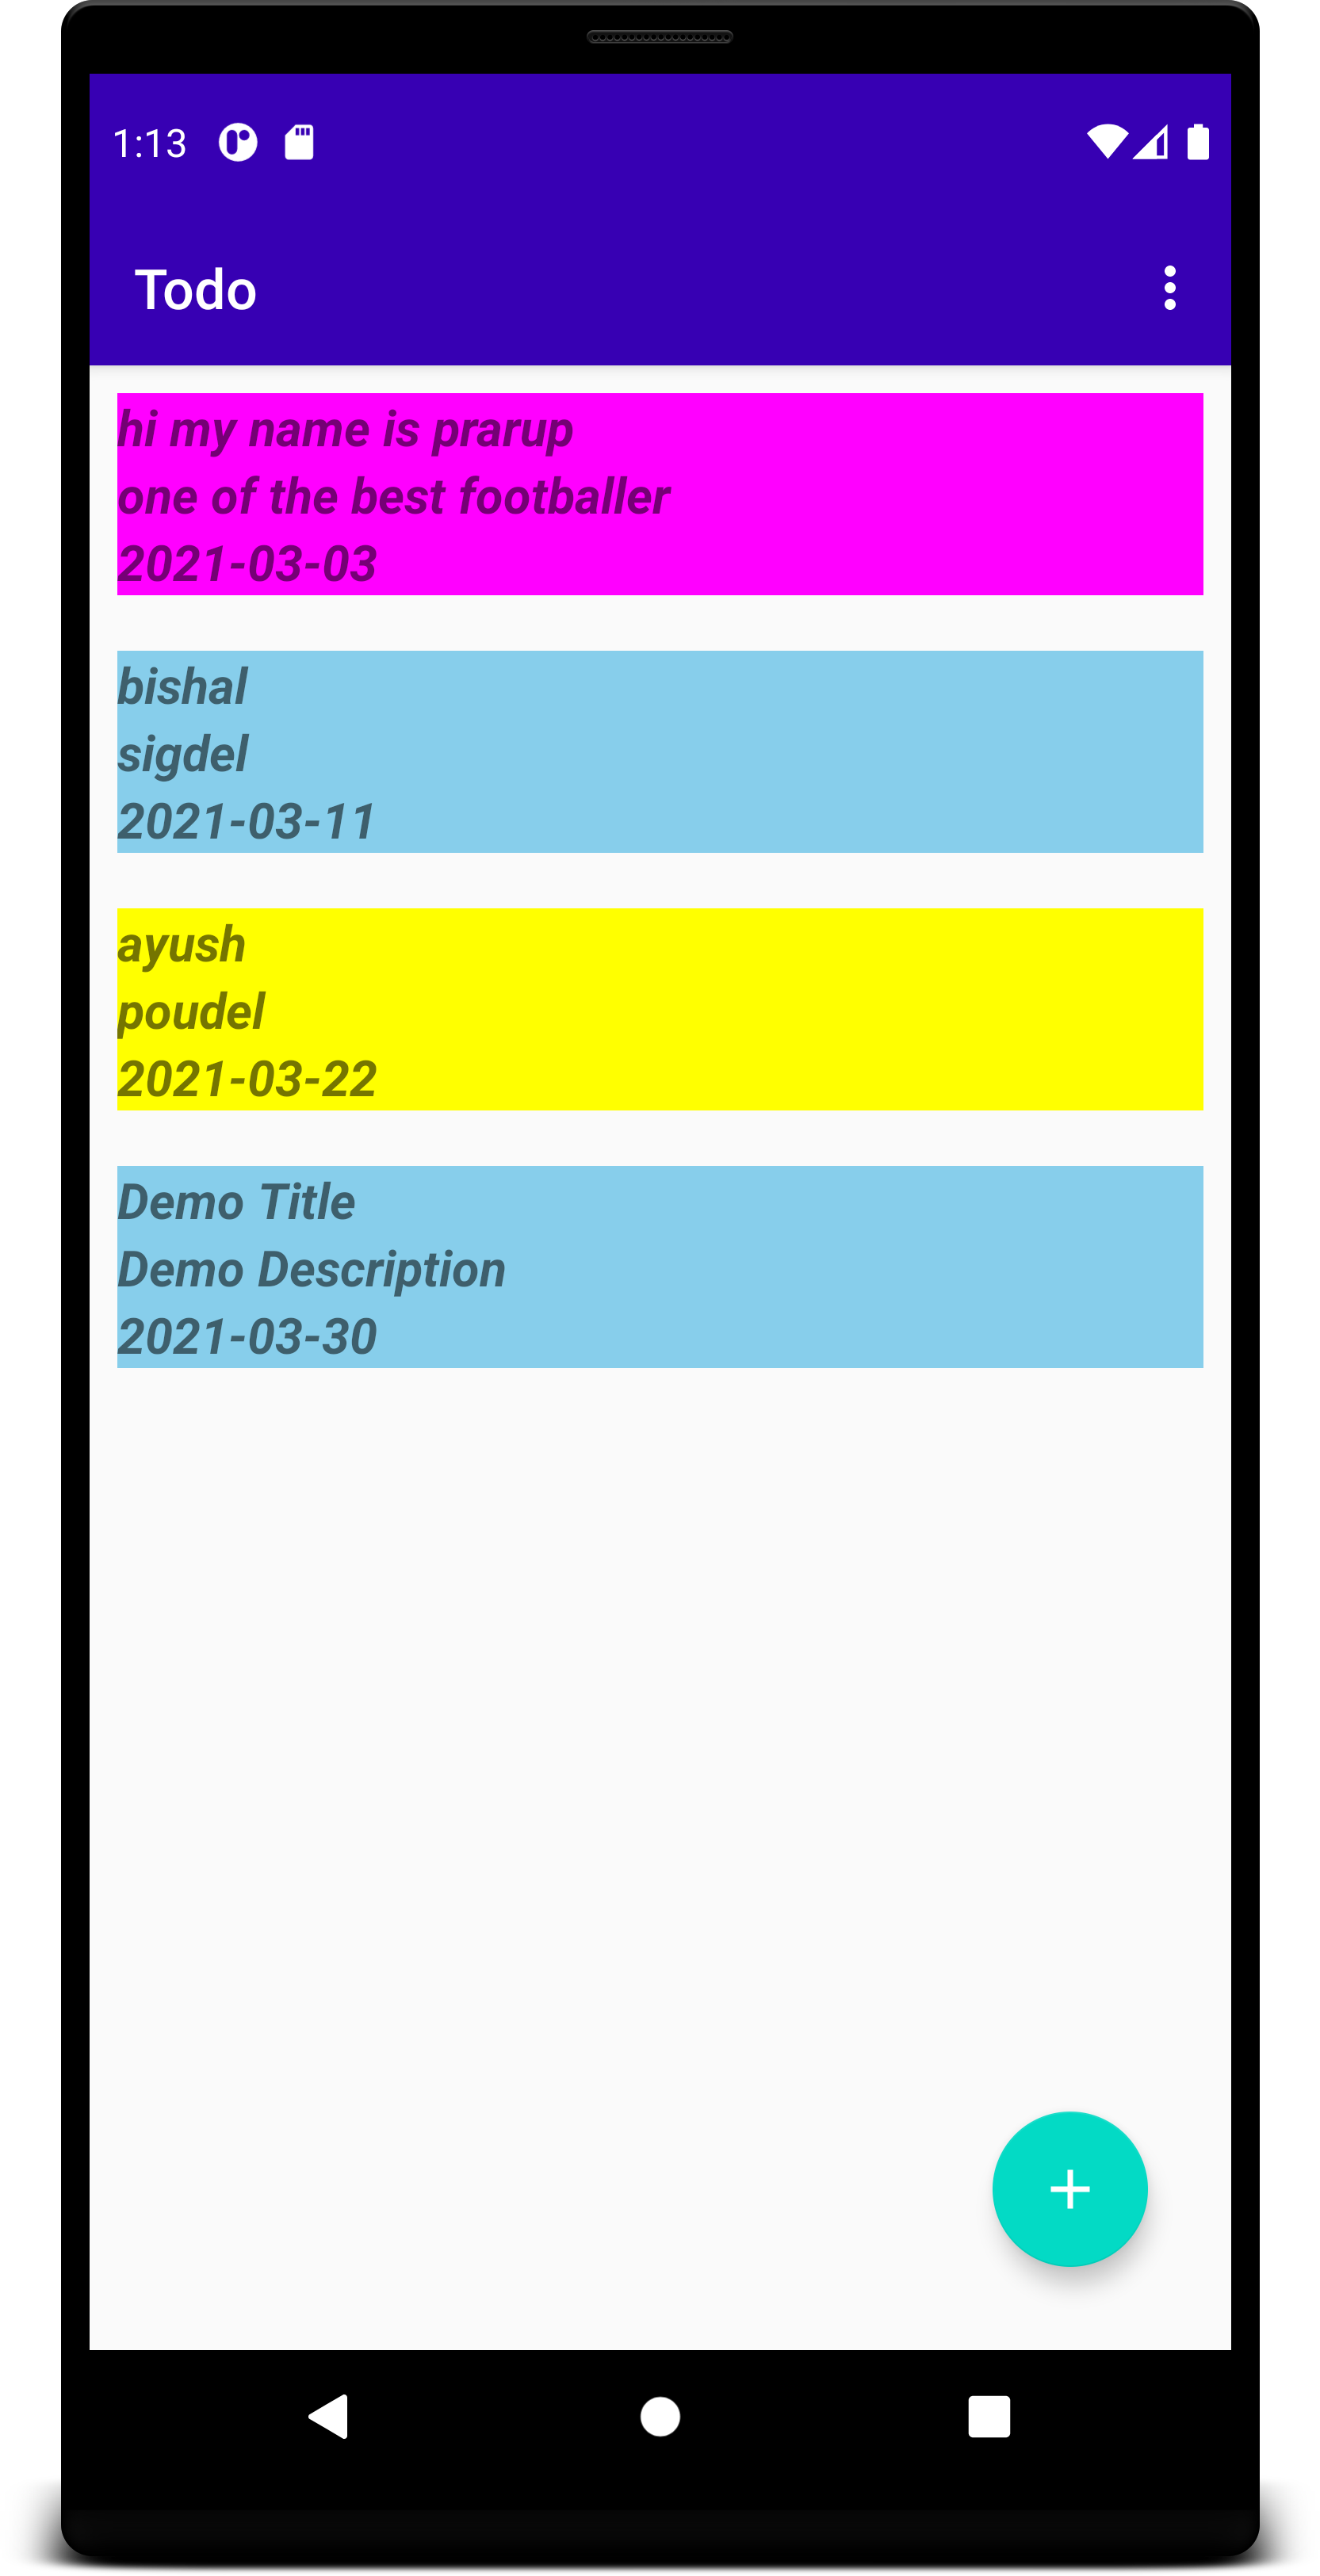 1:13
Todo
hi my name is prarup
one of the best footballer
2021-03-03
bishal
sigdel
2021-03-11
ayush
poudel
2021-03-22
Demo Title
Demo Description
2021-03-30